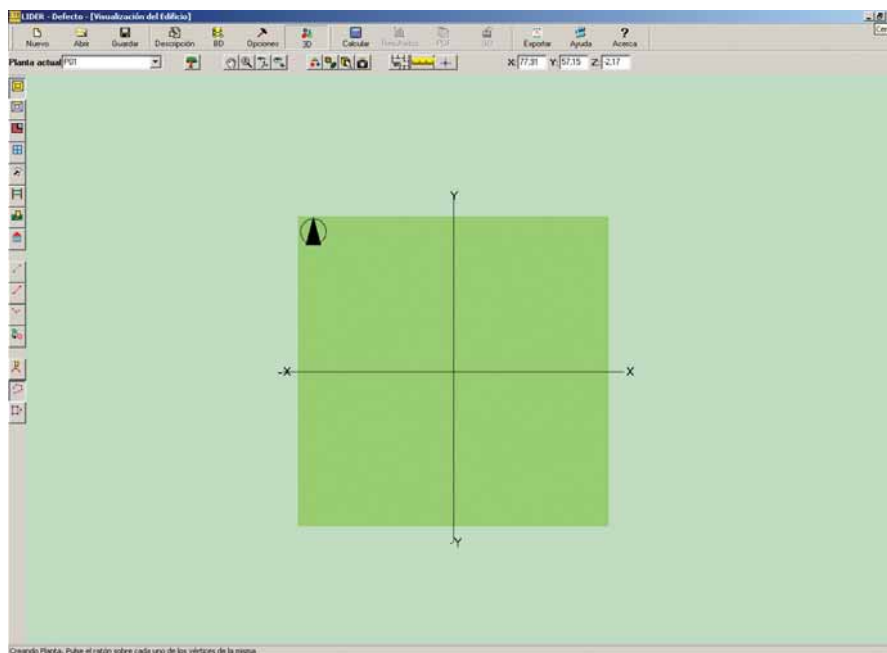 LIDER - Defecto - [Visualización del Edificio]
Nuevo Abrir Guardar Descripción BD Opciones 3D Calcular Resultados PDF Exportar Ayuda Acerca
Planta actual P01 X: 77,91 Y: 57,15 Z: -2,17
Y
-X X
-Y
Creando Planta. Pulse el ratón sobre cada uno de los vértices de la misma